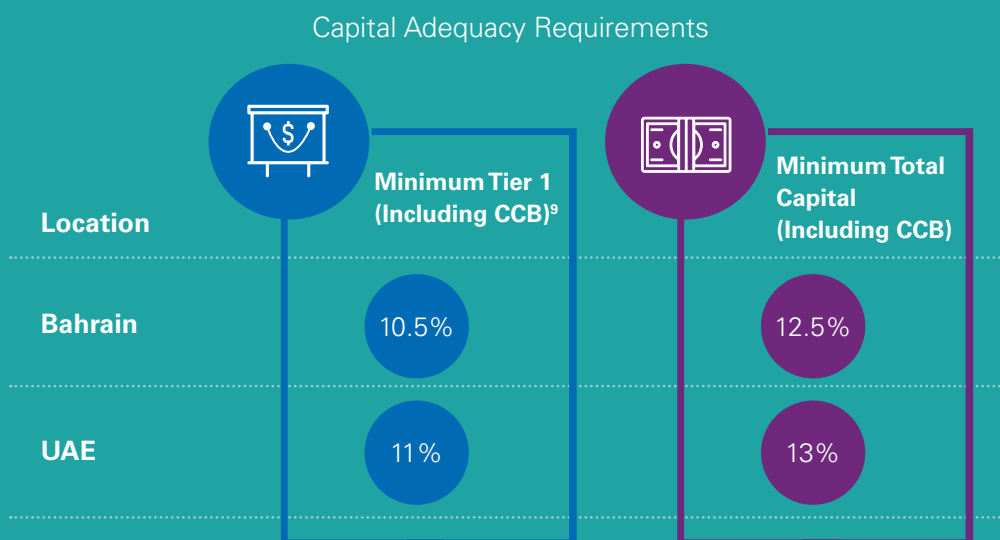 Capital Adequacy Requirements
$
Location
Minimum Tier 1
(Including CCB)⁹
Minimum Total
Capital
(Including CCB)
Bahrain
10.5%
12.5%
UAE
11%
13%